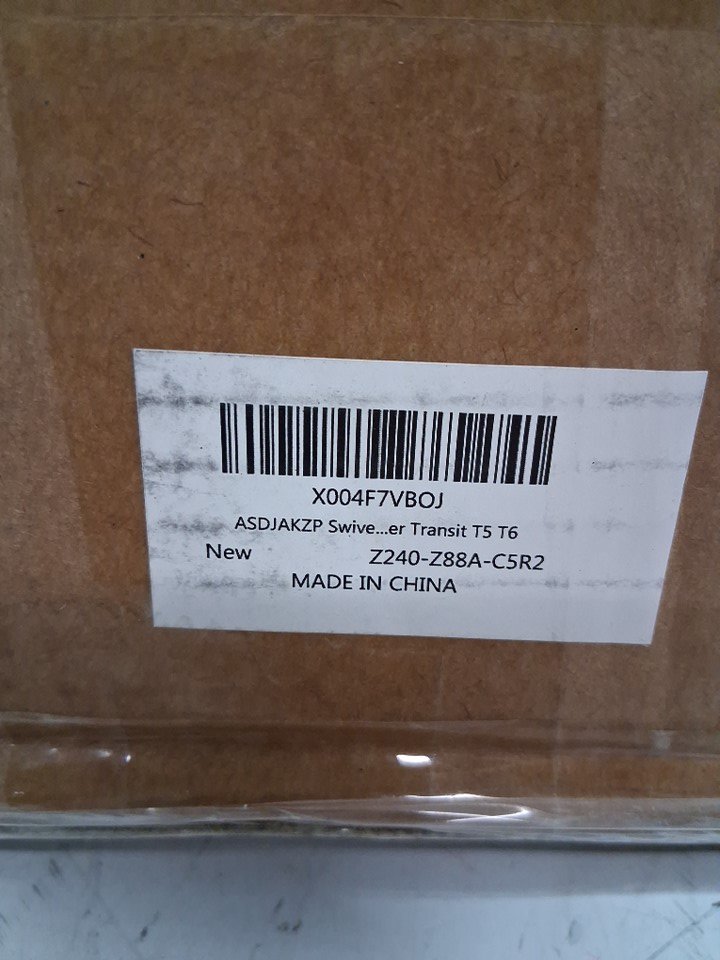 X004F7VBOJ
ASDJAKZP Swive...er Transit T5 T6
New Z240-Z88A-C5R2
MADE IN CHINA